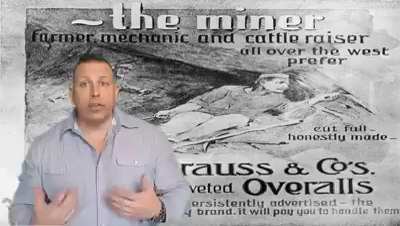 ~the miner
farmer, mechanic and cattle raiser
all over the west
prefer
cut full-
honestly made-
rauss & Co's.
veted Overalls
ersistently advertised-the
y brand. it will pay you to handle them